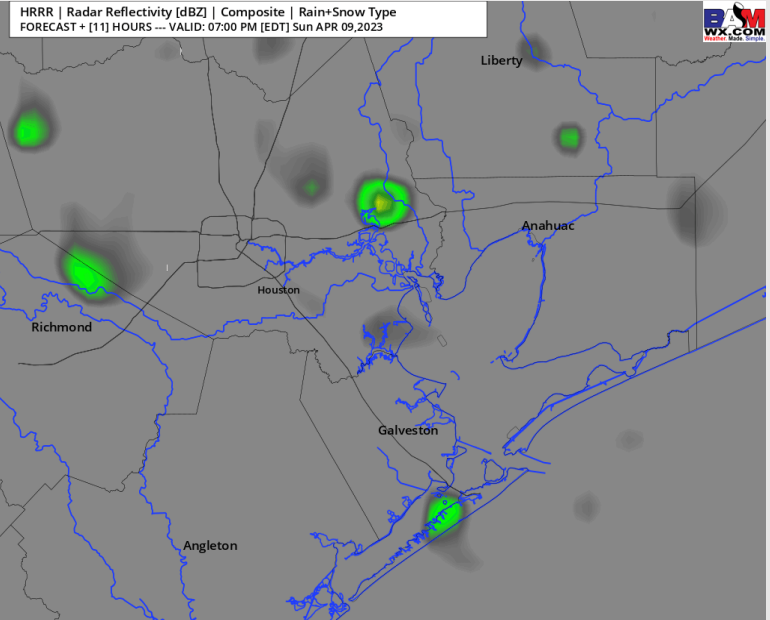 HRRR | Radar Reflectivity [dBZ] | Composite | Rain+Snow Type
FORECAST + [11] HOURS --- VALID: 07:00 PM [EDT] Sun APR 09,2023
BAM
WX.COM
Weather. Made. Simple.
Liberty
Anahuac
Houston
Richmond
Galveston
Angleton